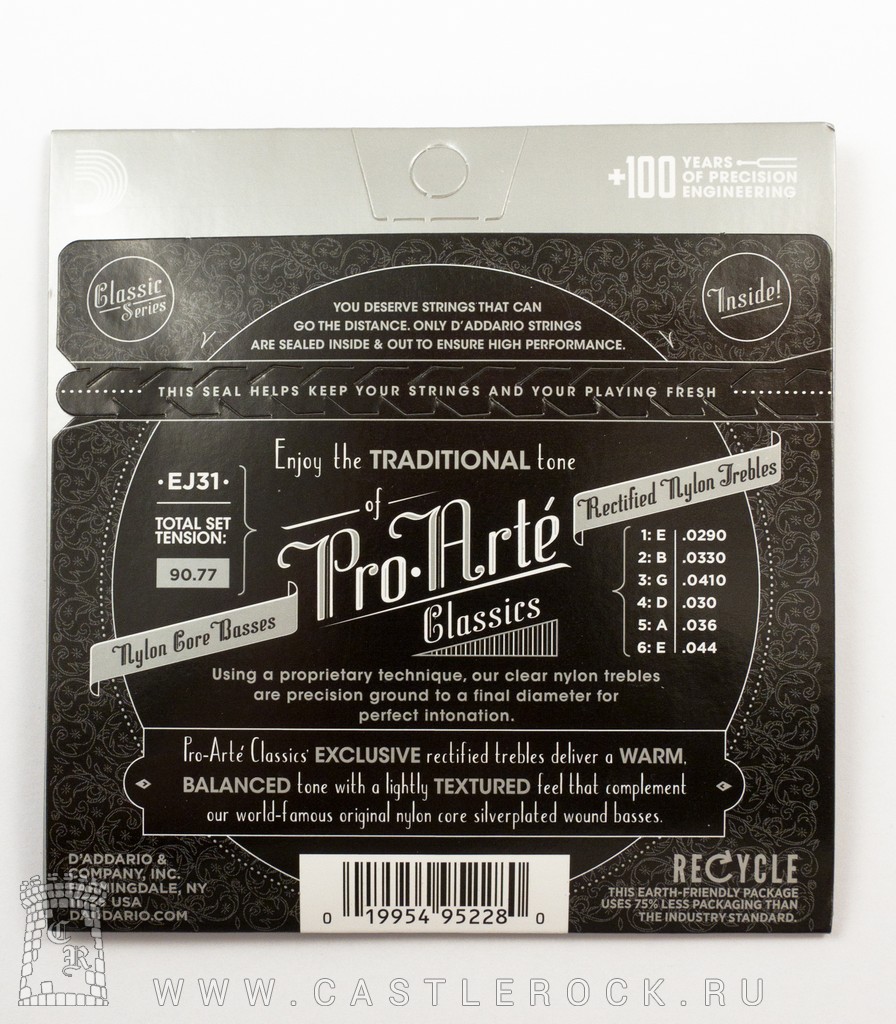 +100 YEARS
OF PRECISION
ENGINEERING
Classic
Series
Inside!
YOU DESERVE STRINGS THAT CAN
GO THE DISTANCE. ONLY D'ADDARIO STRINGS
ARE SEALED INSIDE & OUT TO ENSURE HIGH PERFORMANCE.
THIS SEAL HELPS KEEP YOUR STRINGS AND YOUR PLAYING FRESH
Enjoy the TRADITIONAL tone
of
Pro·Arté
Classics
·EJ31·
TOTAL SET
TENSION:
90.77
Nylon Core Basses
Rectified Nylon Trebles
1: E .0290
2: B .0330
3: G .0410
4: D .030
5: A .036
6: E .044
Using a proprietary technique, our clear nylon trebles
are precision ground to a final diameter for
perfect intonation.
Pro-Arté Classics' EXCLUSIVE rectified trebles deliver a WARM,
BALANCED tone with a lightly TEXTURED feel that complement
our world-famous original nylon core silverplated wound basses.
D'ADDARIO &
COMPANY, INC.
FARMINGDALE, NY
USA
DADDARIO.COM
0 19954 95228 0
RECYCLE
THIS EARTH-FRIENDLY PACKAGE
USES 75% LESS PACKAGING THAN
THE INDUSTRY STANDARD.
CR
WWW.CASTLEROCK.RU